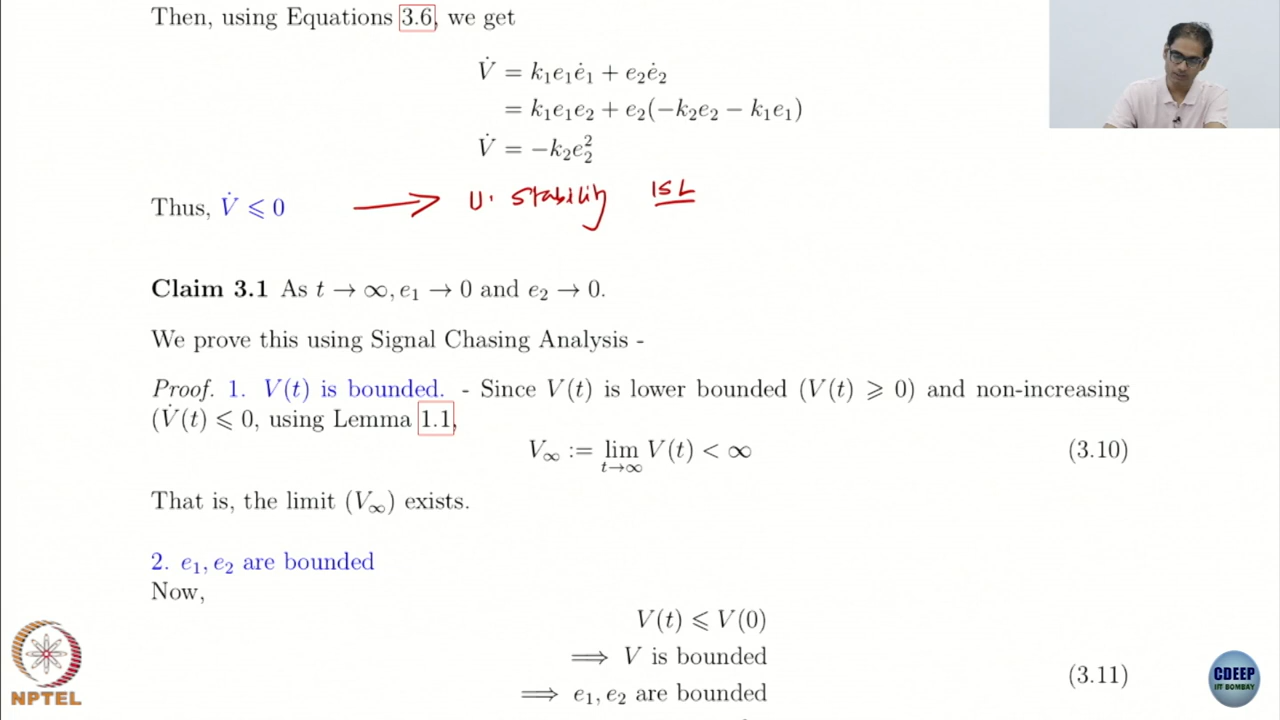 Then, using Equations 3.6, we get
V̇ = k₁e₁ė₁ + e₂ė₂
= k₁e₁e₂ + e₂(−k₂e₂ − k₁e₁)
V̇ = −k₂e₂²
Thus, V̇ ⩽ 0 ⟶ U. stability ISL
Claim 3.1 As t → ∞, e₁ → 0 and e₂ → 0.
We prove this using Signal Chasing Analysis -
Proof. 1. V(t) is bounded. - Since V(t) is lower bounded (V(t) ⩾ 0) and non-increasing
(V̇(t) ⩽ 0, using Lemma 1.1,
V∞ := lim t→∞ V(t) < ∞ (3.10)
That is, the limit (V∞) exists.
2. e₁, e₂ are bounded
Now,
V(t) ⩽ V(0)
⟹ V is bounded
⟹ e₁, e₂ are bounded (3.11)
NPTEL
CDEEP
IIT BOMBAY